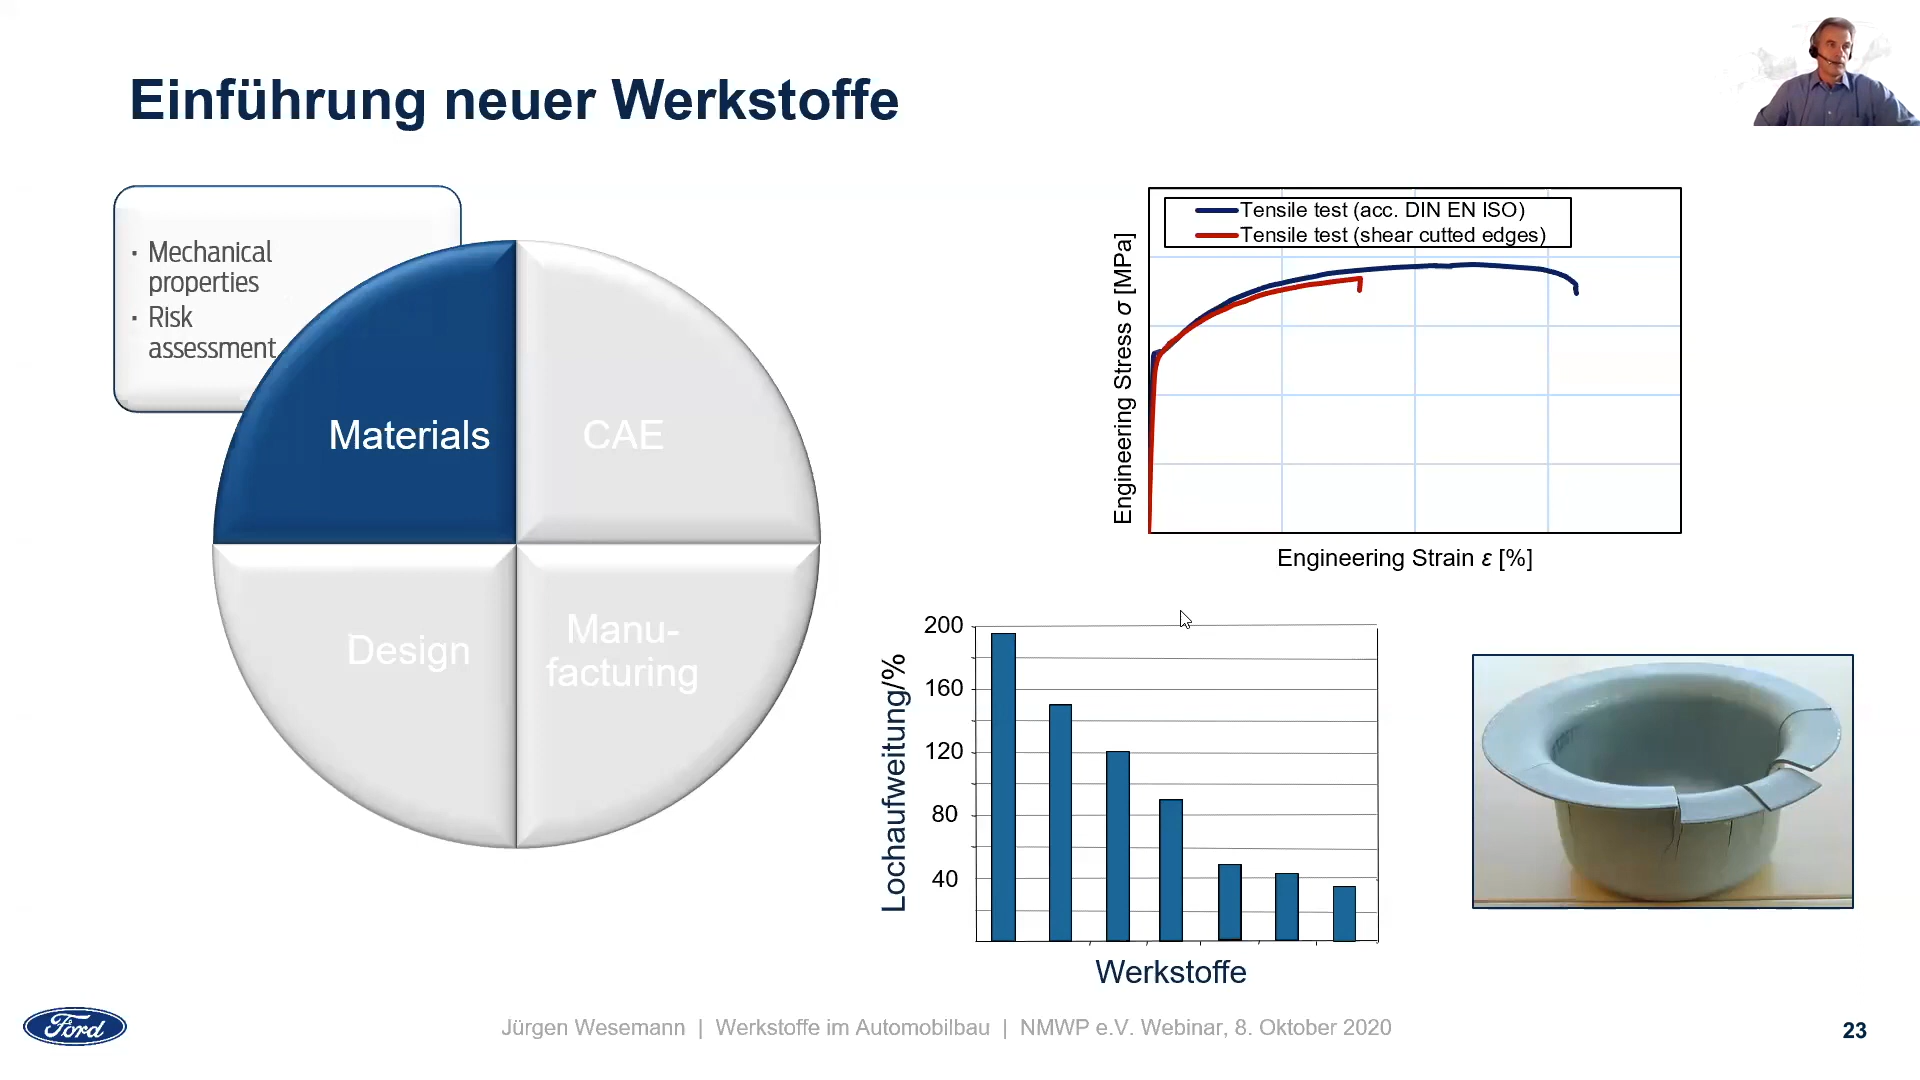 Einführung neuer Werkstoffe
· Mechanical
properties
· Risk
assessment
Materials
CAE
Design
Manu-
facturing
Tensile test (acc. DIN EN ISO)
Tensile test (shear cutted edges)
Engineering Stress σ [MPa]
Engineering Strain ε [%]
Lochaufweitung/%
200
160
120
80
40
Werkstoffe
Ford
Jürgen Wesemann | Werkstoffe im Automobilbau | NMWP e.V. Webinar, 8. Oktober 2020
23